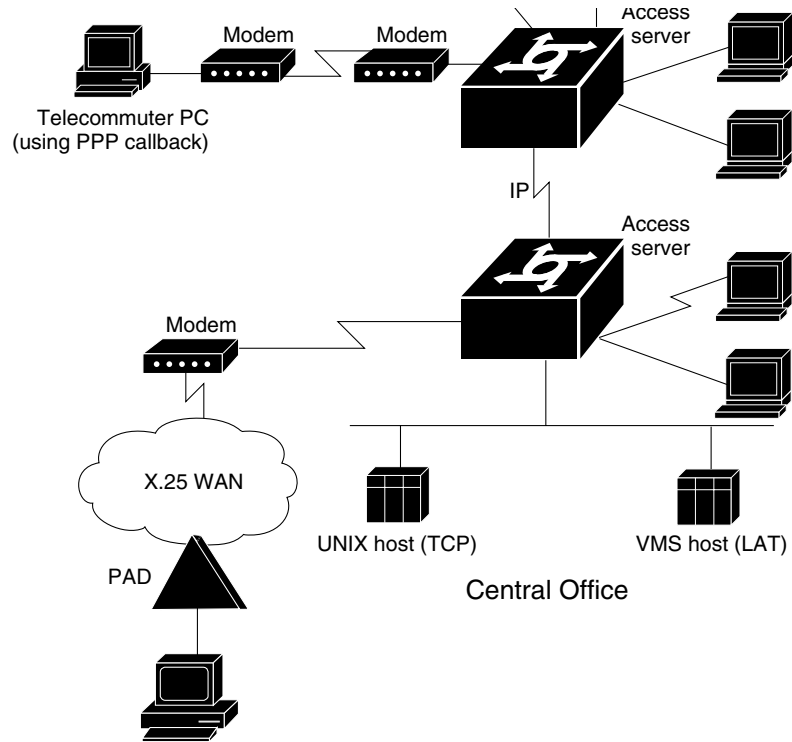 Modem
Modem
Access
server
Telecommuter PC
(using PPP callback)
IP
Access
server
Modem
X.25 WAN
UNIX host (TCP)
VMS host (LAT)
PAD
Central Office